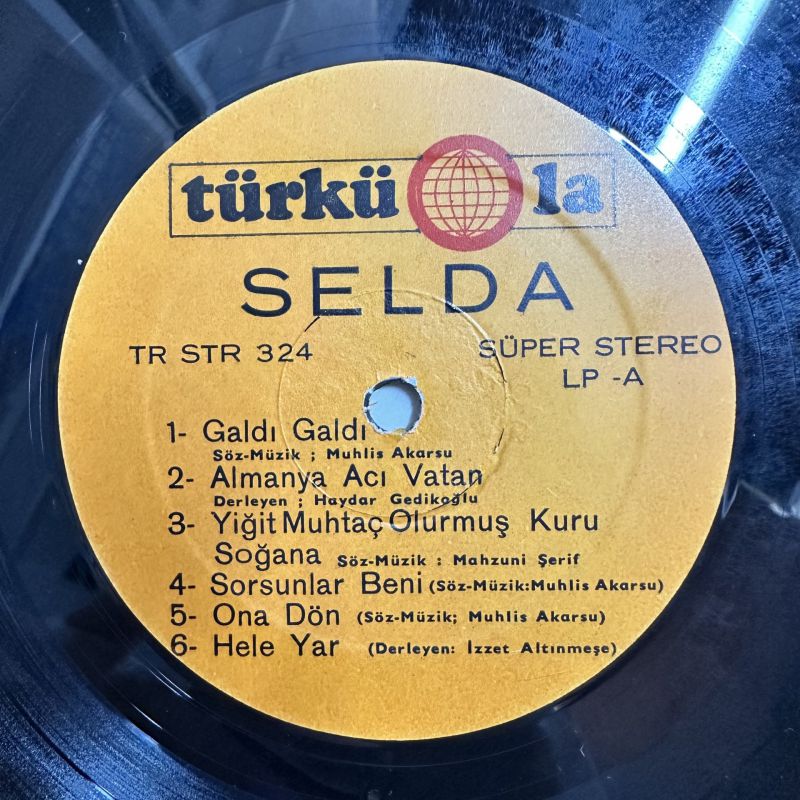 türküola
SELDA
TR STR 324
SÜPER STEREO
LP -A
1- Galdı Galdı
Söz-Müzik ; Muhlis Akarsu
2- Almanya Acı Vatan
Derleyen ; Haydar Gedikoğlu
3- Yiğit Muhtaç Olurmuş Kuru
Soğana Söz-Müzik : Mahzuni Şerif
4- Sorsunlar Beni (Söz-Müzik:Muhlis Akarsu)
5- Ona Dön (Söz-Müzik; Muhlis Akarsu)
6- Hele Yar (Derleyen: İzzet Altınmeşe)